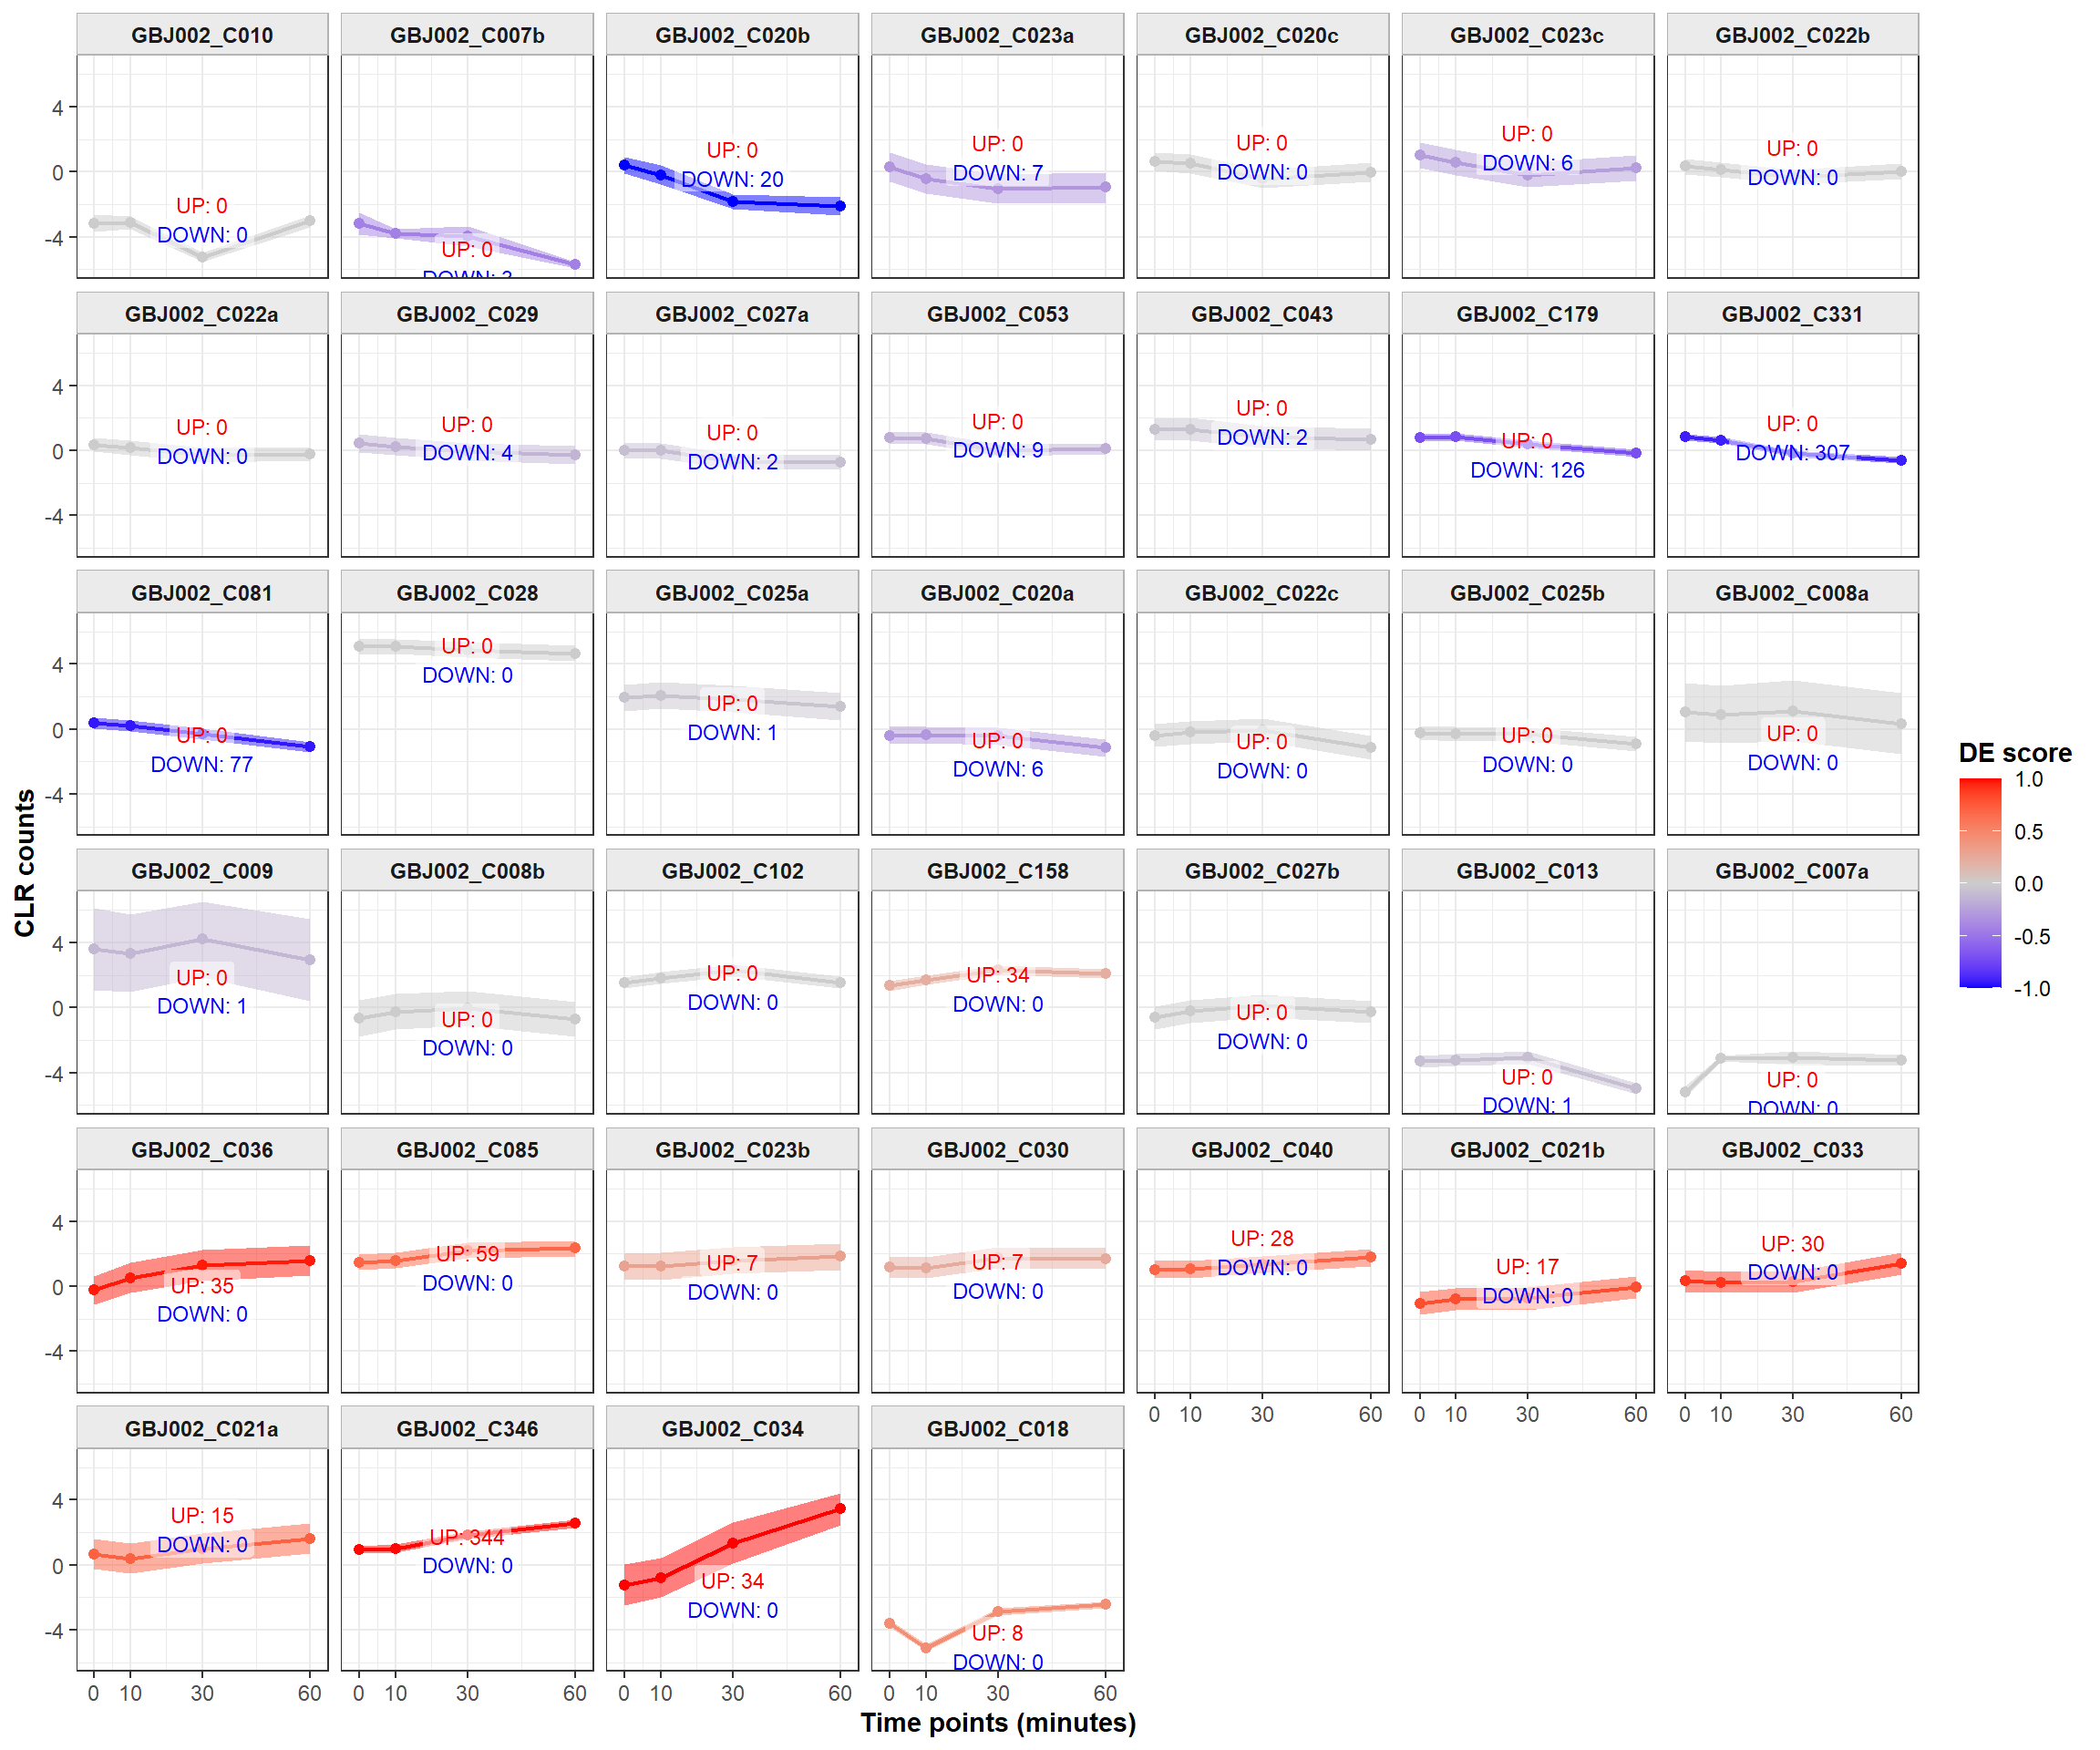 GBJ002_C010 GBJ002_C007b GBJ002_C020b GBJ002_C023a GBJ002_C020c GBJ002_C023c GBJ002_C022b
4
0
-4
UP: 0
DOWN: 0
UP: 0
DOWN: 3
UP: 0
DOWN: 20
UP: 0
DOWN: 7
UP: 0
DOWN: 0
UP: 0
DOWN: 6
UP: 0
DOWN: 0
GBJ002_C022a GBJ002_C029 GBJ002_C027a GBJ002_C053 GBJ002_C043 GBJ002_C179 GBJ002_C331
4
0
-4
UP: 0
DOWN: 0
UP: 0
DOWN: 4
UP: 0
DOWN: 2
UP: 0
DOWN: 9
UP: 0
DOWN: 2
UP: 0
DOWN: 126
UP: 0
DOWN: 307
GBJ002_C081 GBJ002_C028 GBJ002_C025a GBJ002_C020a GBJ002_C022c GBJ002_C025b GBJ002_C008a
4
0
-4
UP: 0
DOWN: 77
UP: 0
DOWN: 0
UP: 0
DOWN: 1
UP: 0
DOWN: 6
UP: 0
DOWN: 0
UP: 0
DOWN: 0
UP: 0
DOWN: 0
GBJ002_C009 GBJ002_C008b GBJ002_C102 GBJ002_C158 GBJ002_C027b GBJ002_C013 GBJ002_C007a
4
0
-4
UP: 0
DOWN: 1
UP: 0
DOWN: 0
UP: 0
DOWN: 0
UP: 34
DOWN: 0
UP: 0
DOWN: 0
UP: 0
DOWN: 1
UP: 0
DOWN: 0
GBJ002_C036 GBJ002_C085 GBJ002_C023b GBJ002_C030 GBJ002_C040 GBJ002_C021b GBJ002_C033
4
0
-4
UP: 35
DOWN: 0
UP: 59
DOWN: 0
UP: 7
DOWN: 0
UP: 7
DOWN: 0
UP: 28
DOWN: 0
UP: 17
DOWN: 0
UP: 30
DOWN: 0
0 10 30 60 0 10 30 60 0 10 30 60
GBJ002_C021a GBJ002_C346 GBJ002_C034 GBJ002_C018
4
0
-4
UP: 15
DOWN: 0
UP: 344
DOWN: 0
UP: 34
DOWN: 0
UP: 8
DOWN: 0
0 10 30 60 0 10 30 60 0 10 30 60 0 10 30 60
Time points (minutes)
CLR counts
DE score
1.0
0.5
0.0
-0.5
-1.0